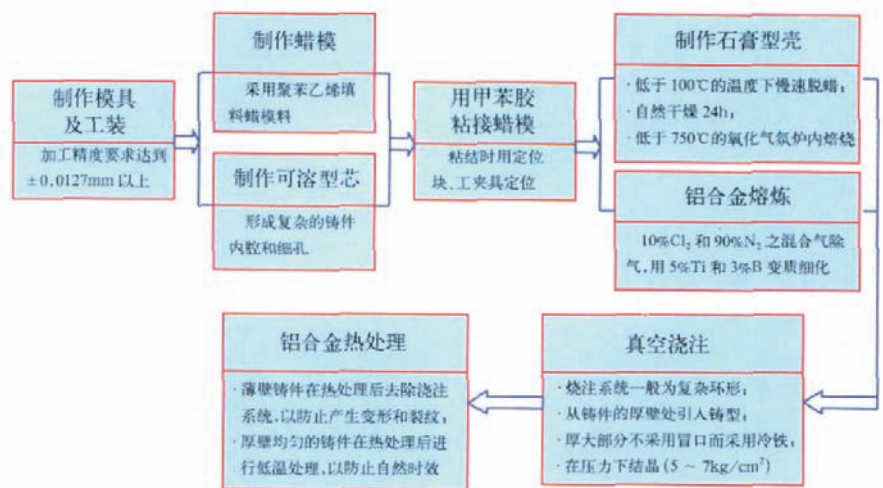 制作模具
及工装
加工精度要求达到
±0.0127mm以上
制作蜡模
采用聚苯乙烯填
料蜡模料
制作可溶型芯
形成复杂的铸件
内腔和细孔
用甲苯胶
粘接蜡模
粘结时用定位
块、工夹具定位
制作石膏型壳
·低于100℃的温度下慢速脱蜡；
·自然干燥24h；
·低于750℃的氧化气氛炉内焙烧
铝合金熔炼
10%Cl₂和90%N₂之混合气除
气，用5%Ti和3%B变质细化
真空浇注
·烧注系统一般为复杂环形；
·从铸件的厚壁处引入铸型；
·厚大部分不采用冒口而采用冷铁；
·在压力下结晶(5 ~ 7kg/cm²)
铝合金热处理
·薄壁铸件在热处理后去除浇注
系统，以防止产生变形和裂纹；
·厚壁均匀的铸件在热处理后进
行低温处理，以防止自然时效